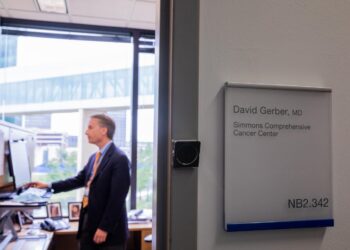 David Gerber, MD
Simmons Comprehensive
Cancer Center
NB2.342